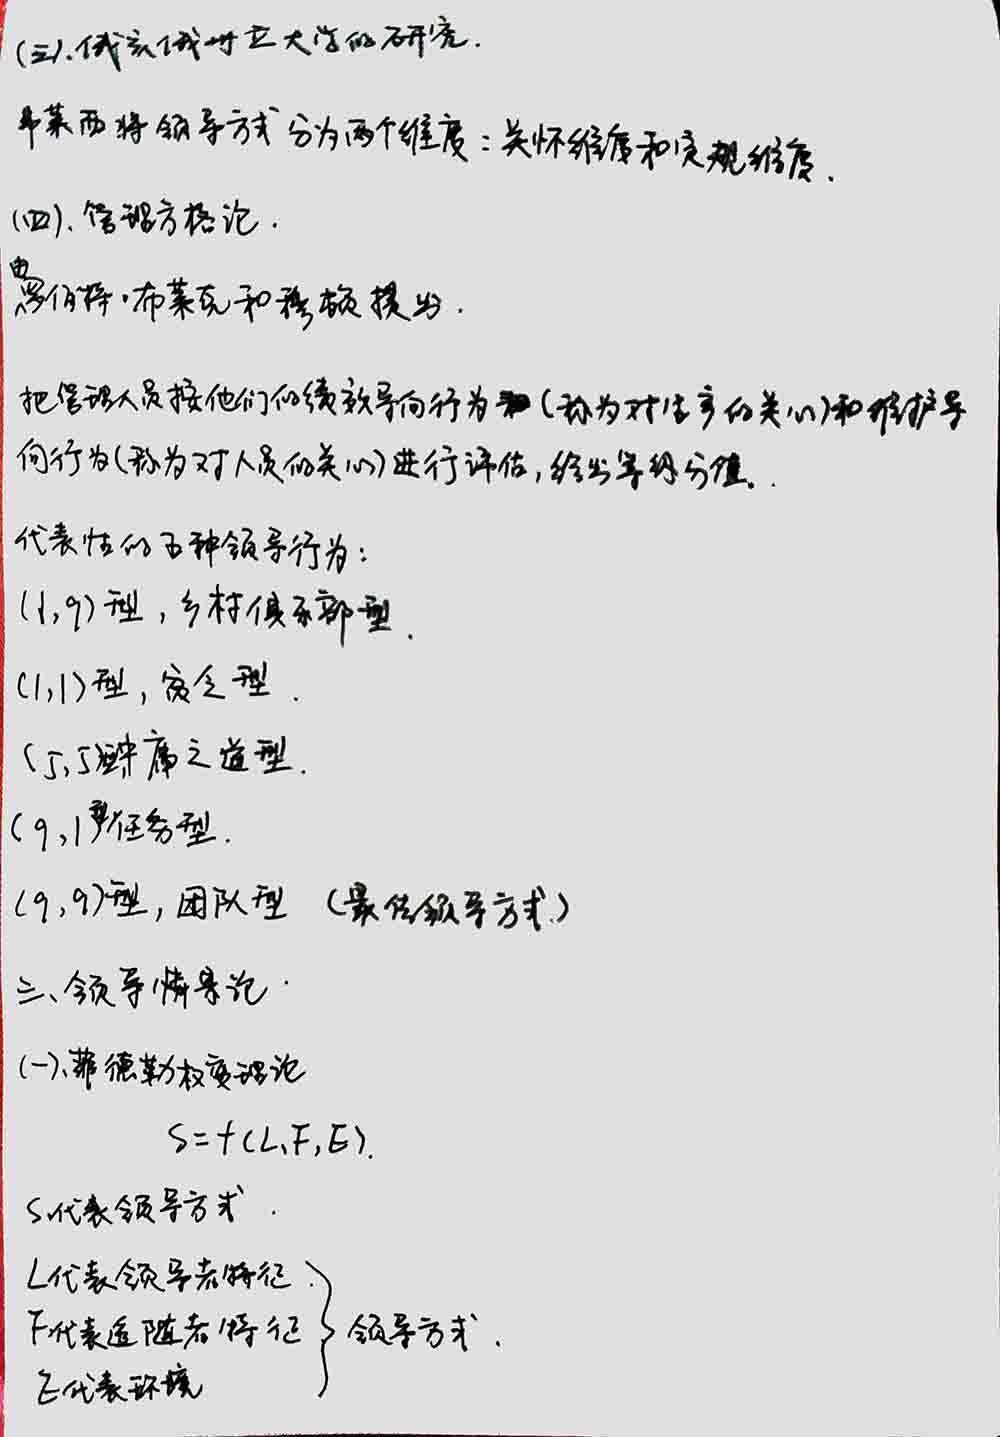 (三).俄亥俄州立大学的研究.
弗莱西将领导方式分为两个维度:关怀维度和定规维度.
(四).管理方格论.
由罗伯特·布莱克和穆顿提出.
把管理人员按他们的绩效导向行为(称为对生产的关心)和维护导
向行为(称为对人员的关心)进行评估,给出等级分值.
代表性的五种领导行为:
(1,9)型,乡村俱乐部型.
(1,1)型,贫乏型.
(5,5)型中庸之道型.
(9,1)型任务型.
(9,9)型,团队型 (最佳领导方式.)
三、领导情景论.
(一).菲德勒权变理论
S=f(L,F,E).
S代表领导方式.
L代表领导者特征.
F代表追随者特征 领导方式.
E代表环境